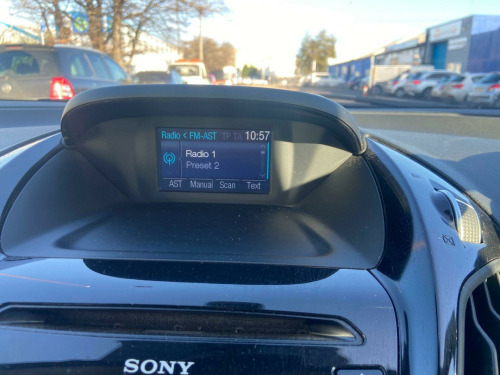 Radio < FM-AST TP TA 10:57
Radio 1
Preset 2
AST Manual Scan Text
SONY